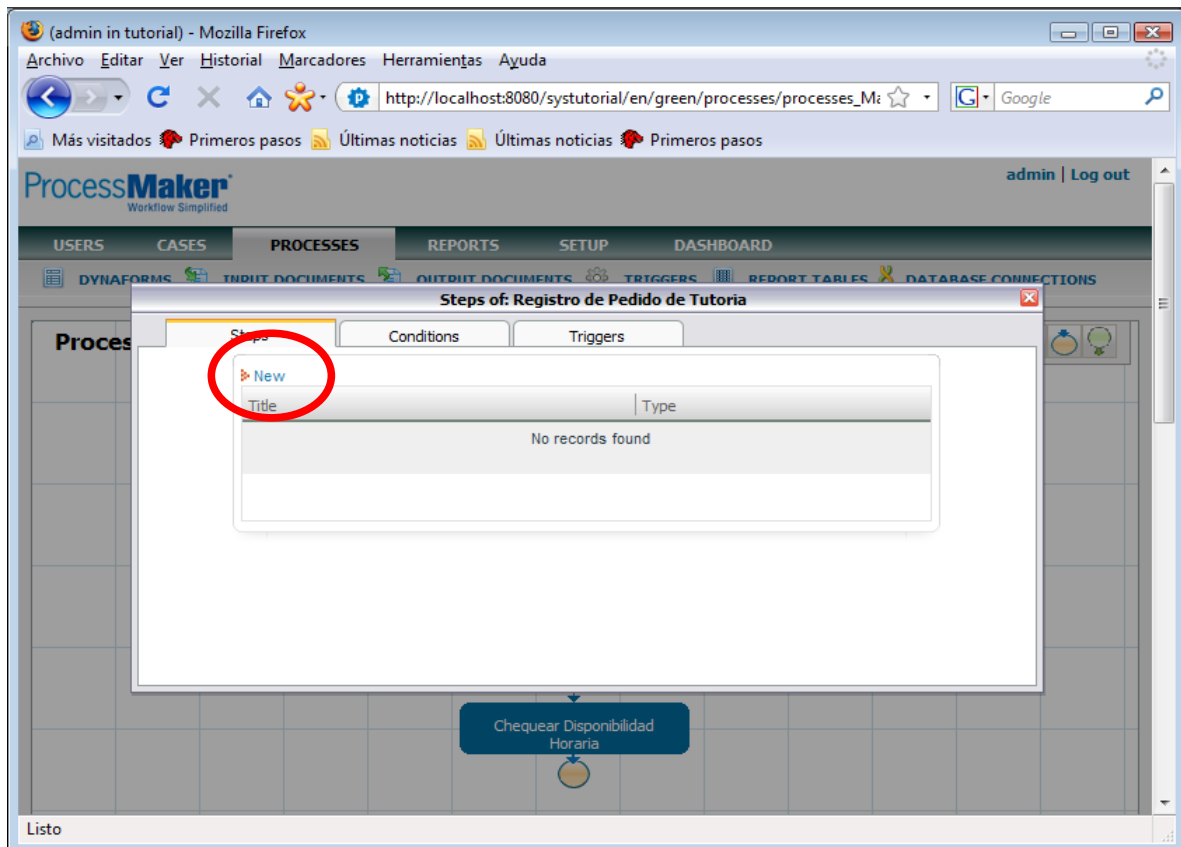 (admin in tutorial) - Mozilla Firefox
Archivo Editar Ver Historial Marcadores Herramientas Ayuda
http://localhost:8080/systutorial/en/green/processes/processes_Ma Google
Más visitados Primeros pasos Últimas noticias Últimas noticias Primeros pasos
ProcessMaker admin | Log out
Workflow Simplified
USERS CASES PROCESSES REPORTS SETUP DASHBOARD
DYNAFORMS INPUT DOCUMENTS OUTPUT DOCUMENTS TRIGGERS REPORT TABLES DATABASE CONNECTIONS
Steps of: Registro de Pedido de Tutoria
Proces Steps Conditions Triggers
New
Title Type
No records found
Chequear Disponibilidad
Horaria
Listo